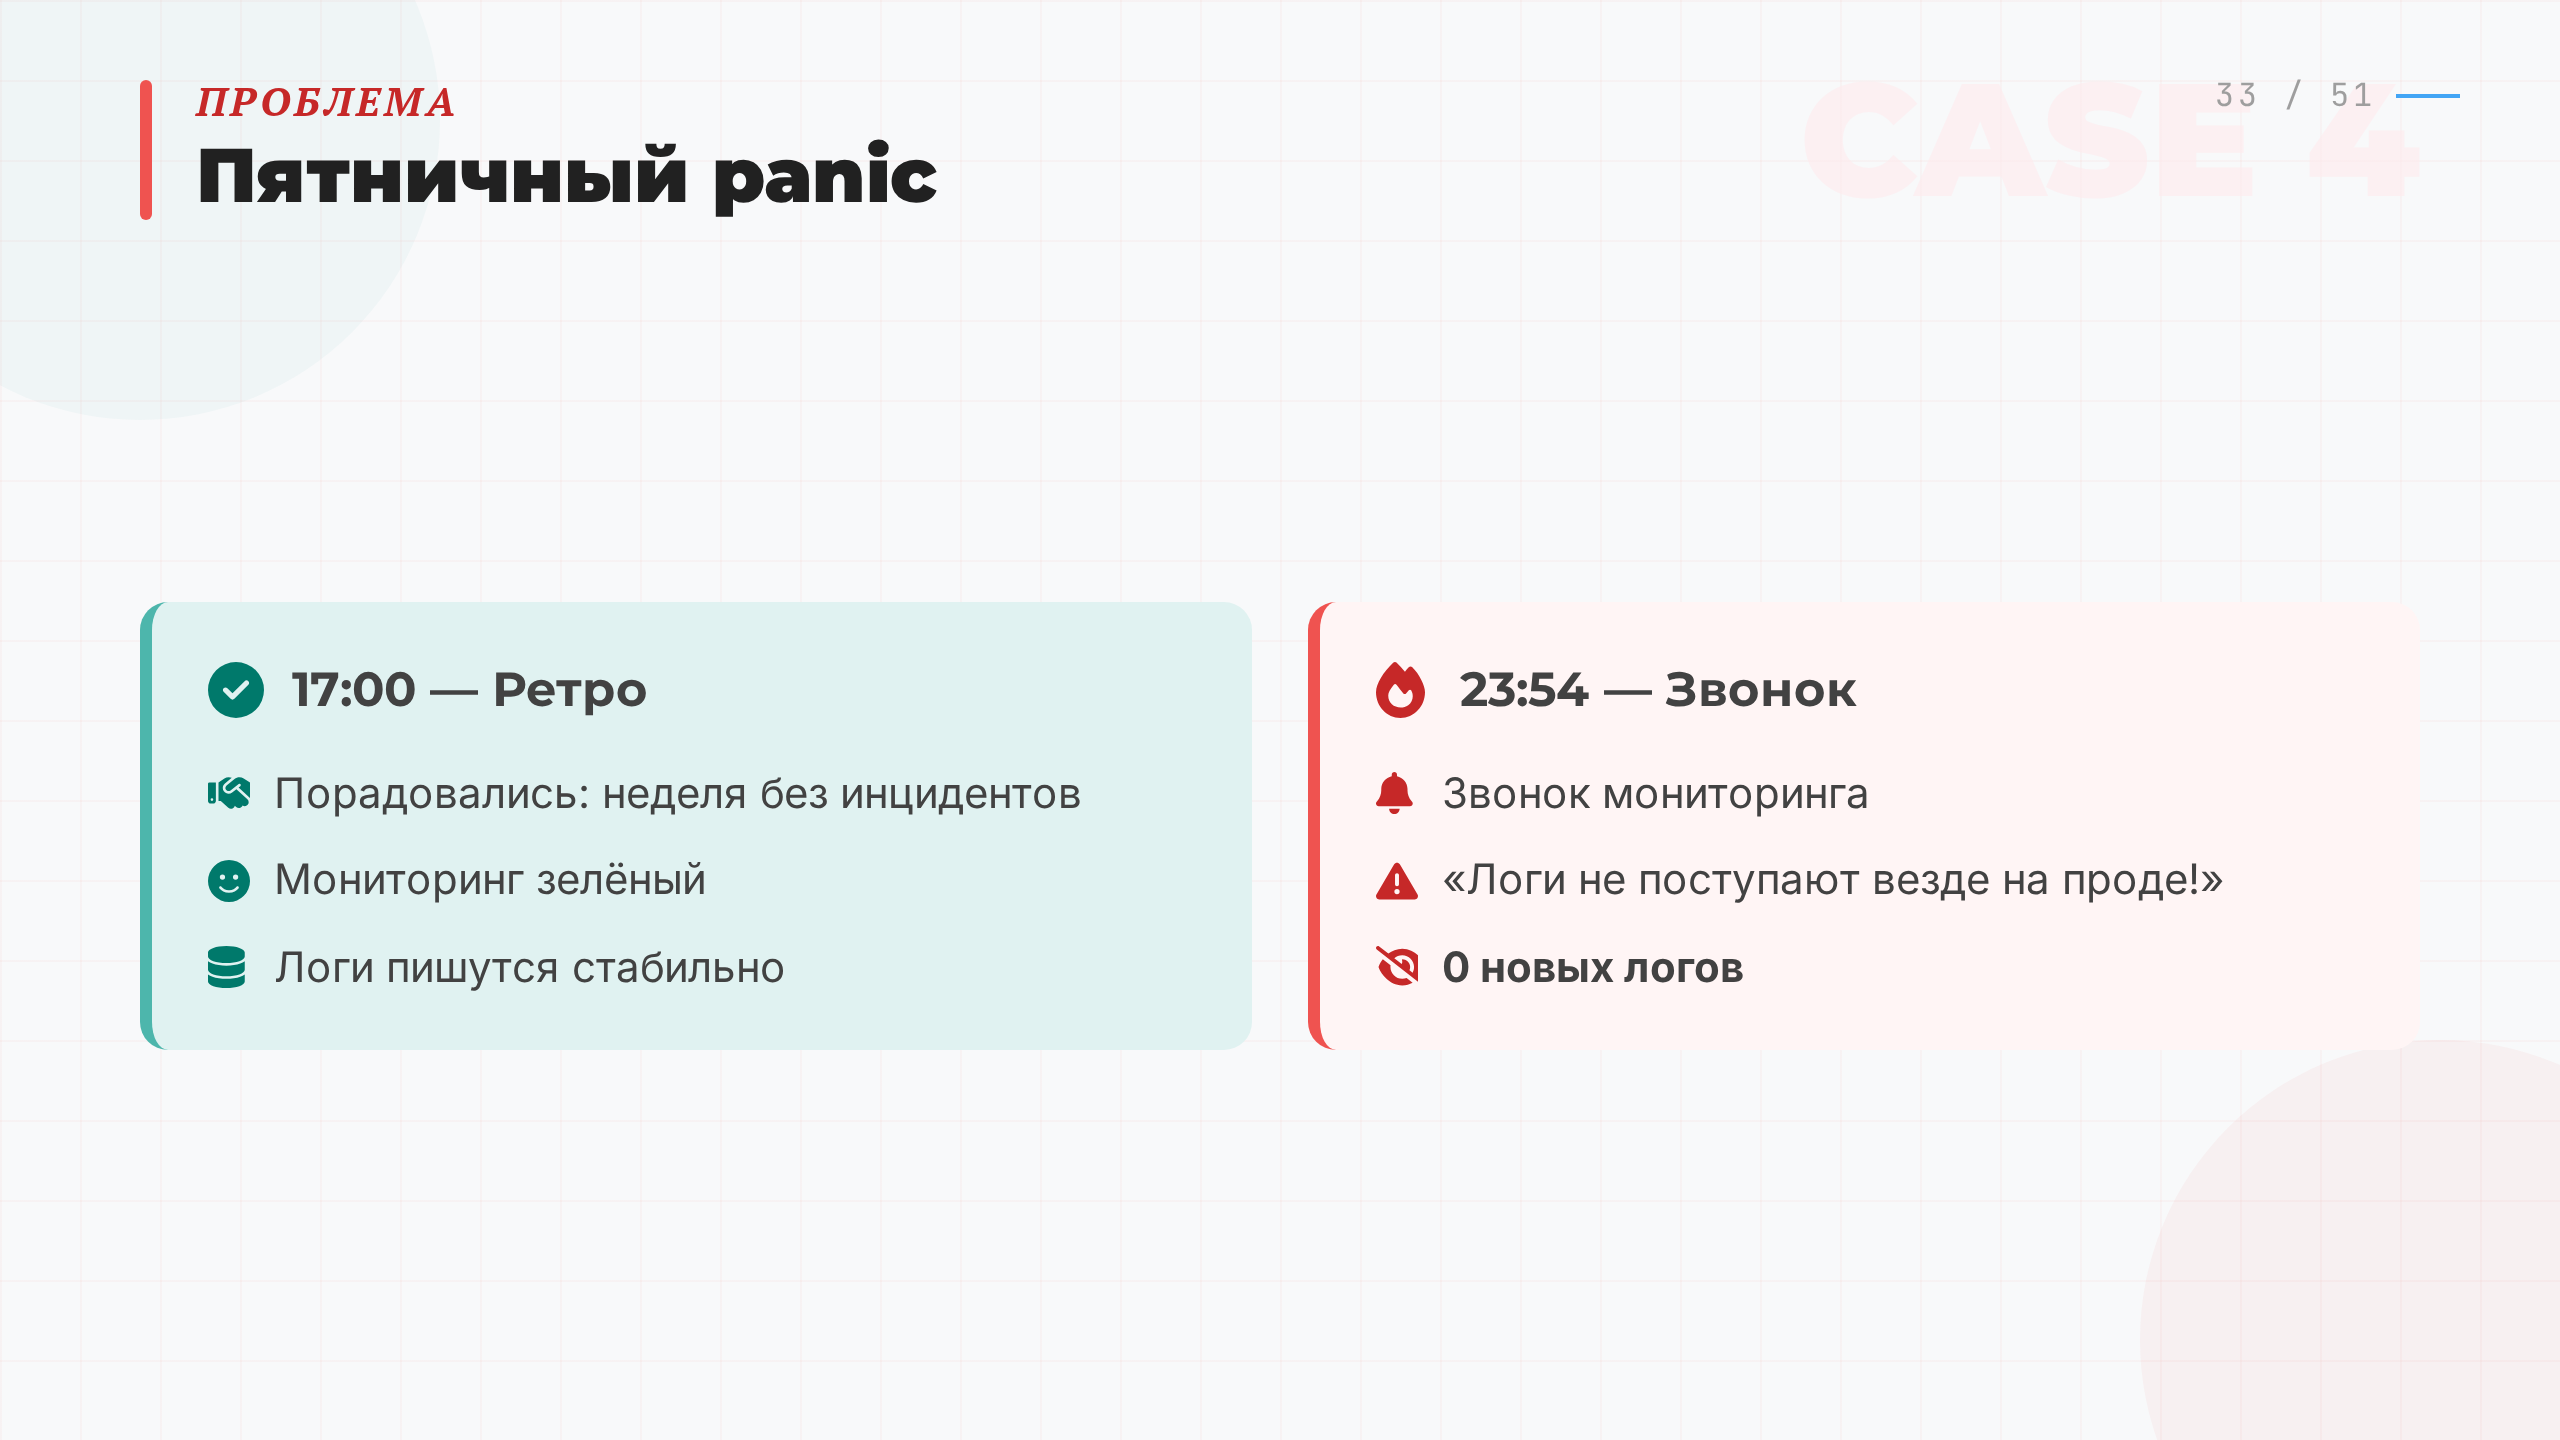 ПРОБЛЕМА
Пятничный panic
CASE 4
33 / 51
17:00 — Ретро
Порадовались: неделя без инцидентов
Мониторинг зелёный
Логи пишутся стабильно
23:54 — Звонок
Звонок мониторинга
«Логи не поступают везде на проде!»
0 новых логов